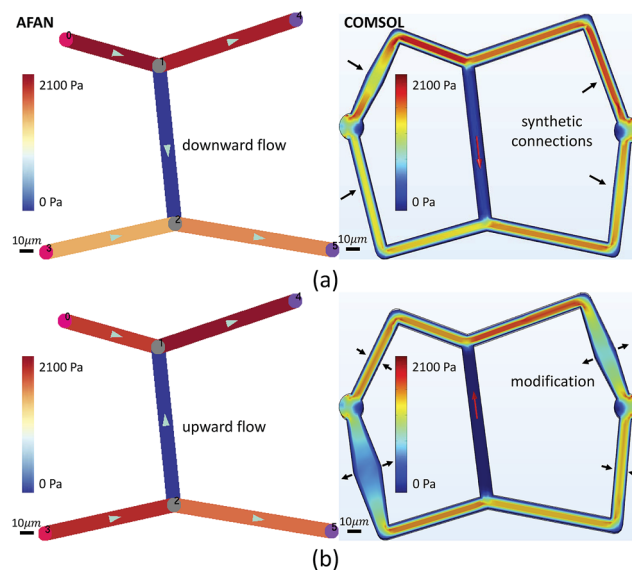 AFAN
COMSOL
0
4
1
2100 Pa
2100 Pa
downward flow
synthetic
connections
0 Pa
0 Pa
2
10μm
3
5
10μm
(a)
0
4
1
2100 Pa
2100 Pa
modification
upward flow
0 Pa
0 Pa
2
10μm
3
5
10μm
(b)